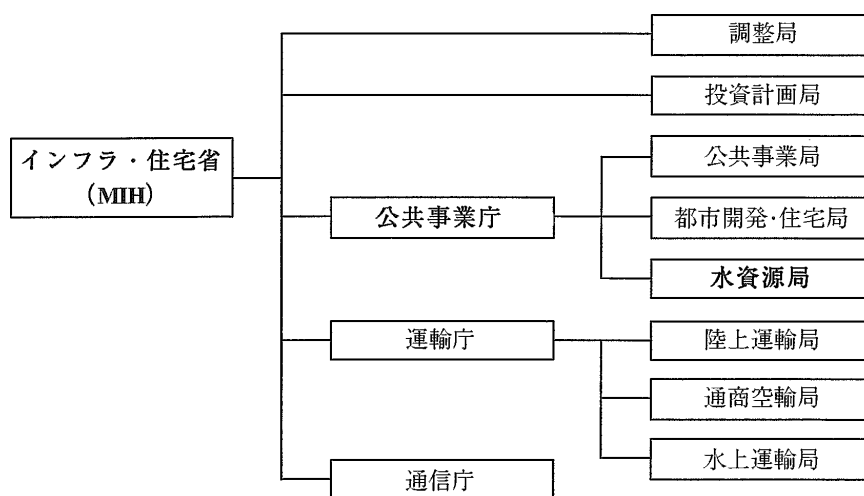 調整局
投資計画局
インフラ・住宅省
(MIH)
公共事業局
公共事業庁
都市開発・住宅局
水資源局
運輸庁
陸上運輸局
通商空輸局
水上運輸局
通信庁